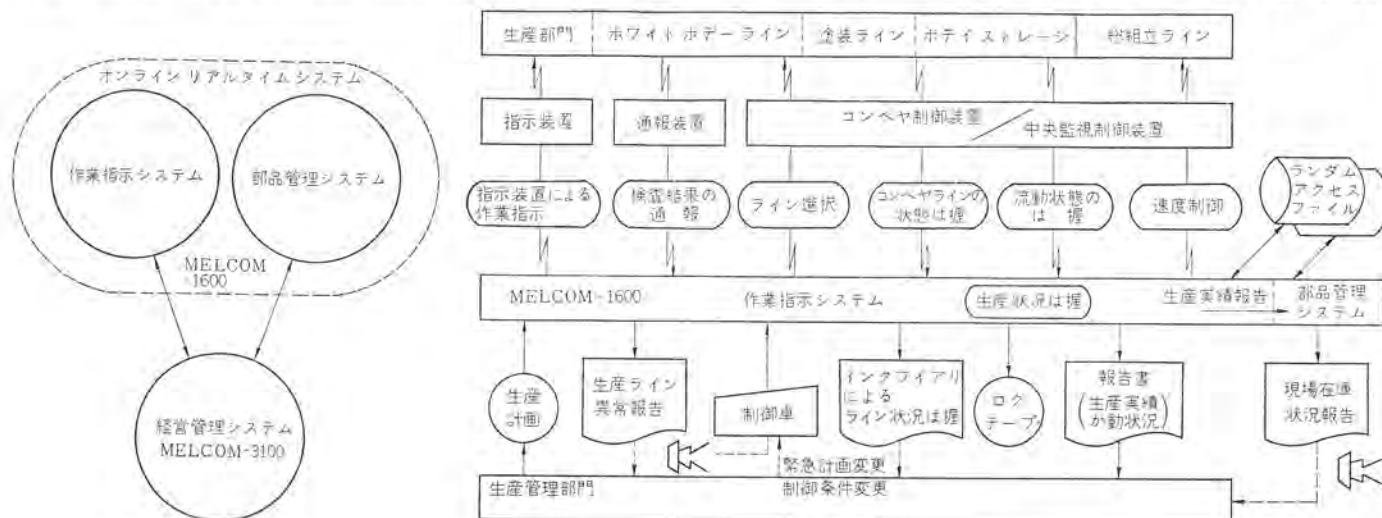 オンライン リアルタイム システム
作業指示システム
部品管理システム
MELCOM
-1600
経営管理システム
MELCOM-3100
生産部門
ホワイト ボデー ライン
塗装ライン
ボデイ ストレージ
総組立ライン
指示装置
通報装置
コンベヤ制御装置
中央監視制御装置
指示装置による
作業指示
検査結果の
通 報
ライン選択
コンベヤラインの
状態は握
流動状態の
は 握
速度制御
ランダム
アクセス
ファイル
MELCOM-1600
作業指示システム
生産状況は握
生産実績報告
部品管理
システム
生産
計画
生産ライン
異常報告
制御卓
インクワイアリ
による
ライン状況は握
ログ
テープ
報告書
(生産実績
か動状況)
現場在庫
状況報告
緊急計画変更
生産管理部門
制御条件変更